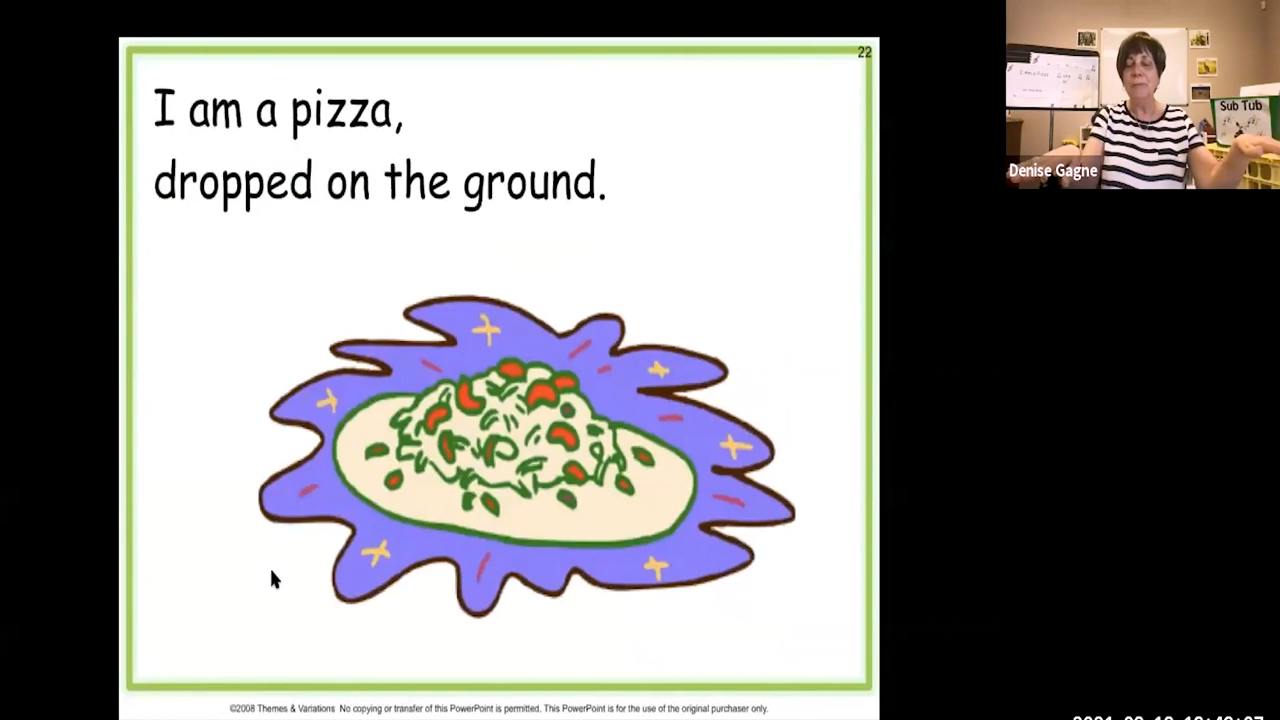 22
I am a pizza,
dropped on the ground.
©2008 Themes & Variations No copying or transfer of this PowerPoint is permitted. This PowerPoint is for the use of the original purchaser only.
Sub Tub
Denise Gagne